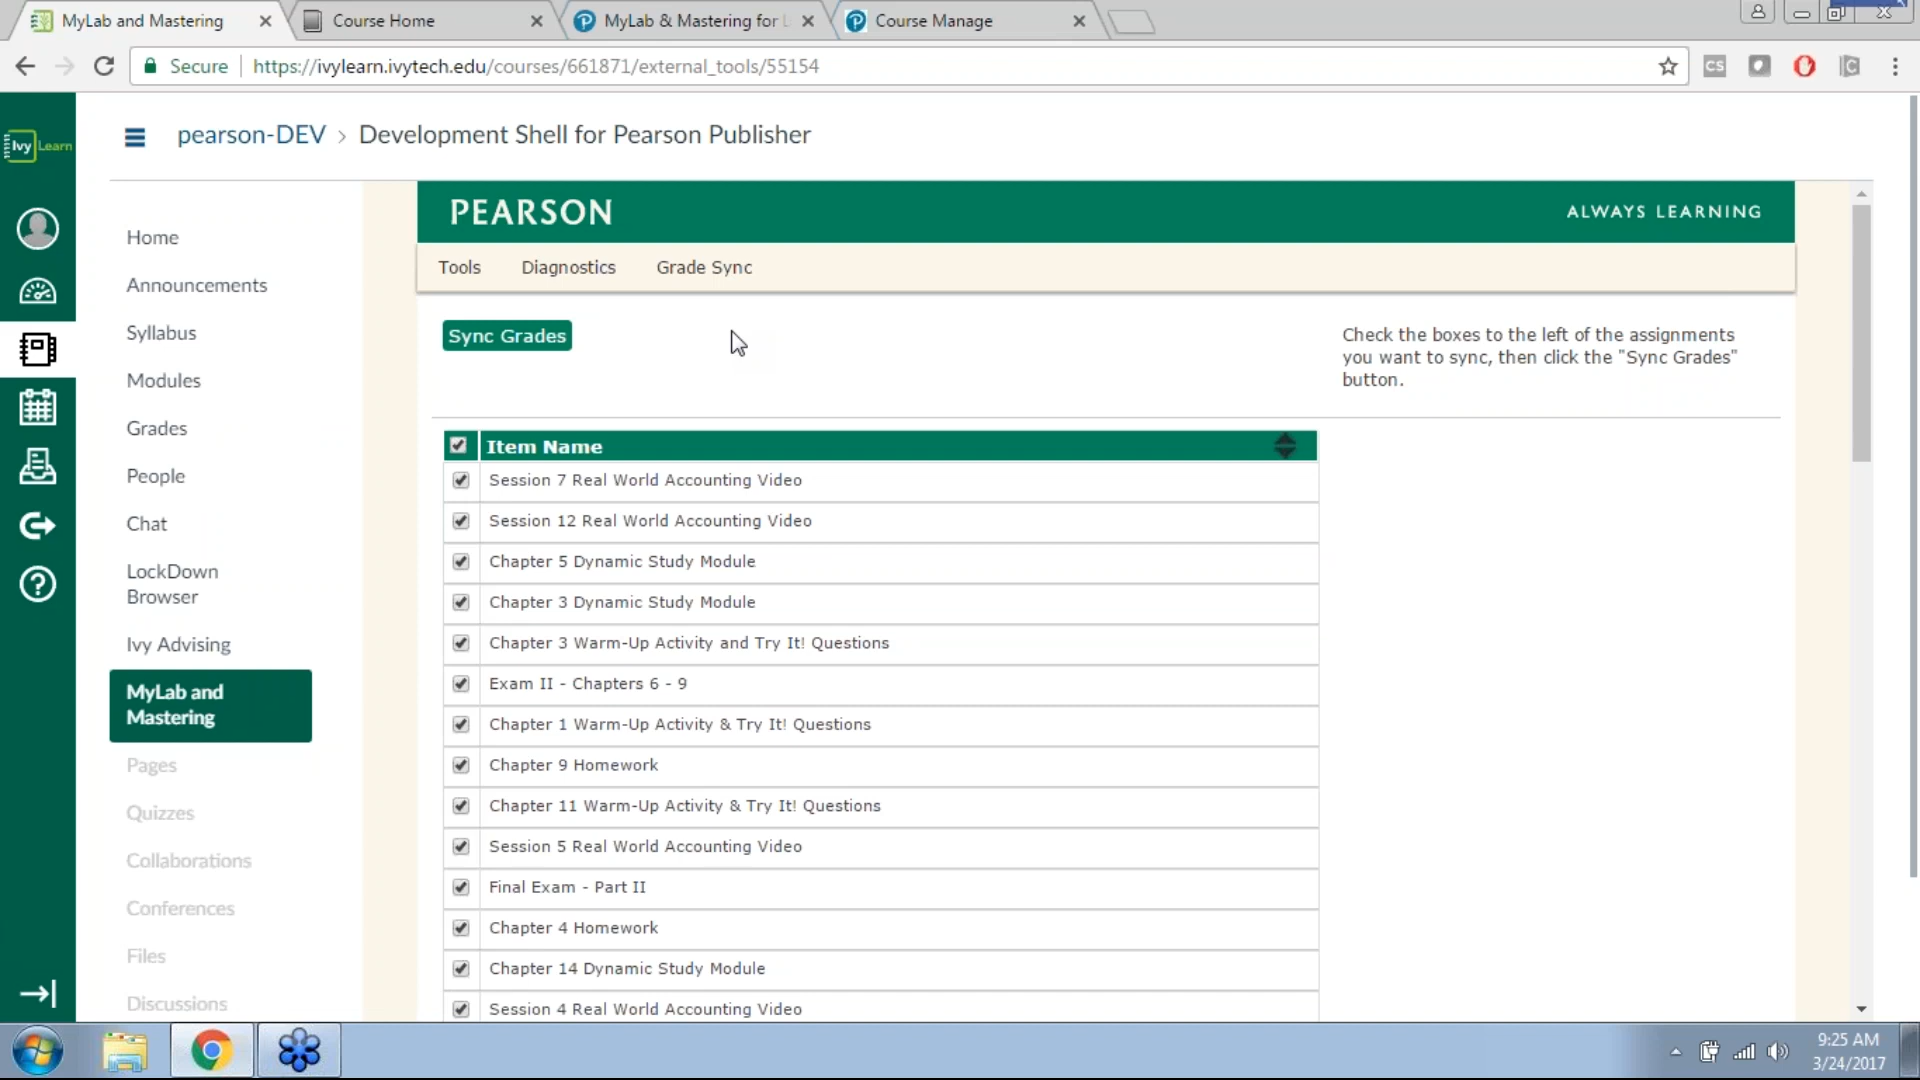 MyLab and Mastering
Course Home
MyLab & Mastering for L
Course Manage
Secure
https://ivylearn.ivytech.edu/courses/661871/external_tools/55154
CS
C
Ivy Learn
pearson-DEV > Development Shell for Pearson Publisher
PEARSON
ALWAYS LEARNING
Tools
Diagnostics
Grade Sync
Home
Announcements
Syllabus
Modules
Grades
People
Chat
LockDown
Browser
Ivy Advising
MyLab and
Mastering
Pages
Quizzes
Collaborations
Conferences
Files
Discussions
Sync Grades
Check the boxes to the left of the assignments
you want to sync, then click the "Sync Grades"
button.
Item Name
Session 7 Real World Accounting Video
Session 12 Real World Accounting Video
Chapter 5 Dynamic Study Module
Chapter 3 Dynamic Study Module
Chapter 3 Warm-Up Activity and Try It! Questions
Exam II - Chapters 6 - 9
Chapter 1 Warm-Up Activity & Try It! Questions
Chapter 9 Homework
Chapter 11 Warm-Up Activity & Try It! Questions
Session 5 Real World Accounting Video
Final Exam - Part II
Chapter 4 Homework
Chapter 14 Dynamic Study Module
Session 4 Real World Accounting Video
9:25 AM
3/24/2017